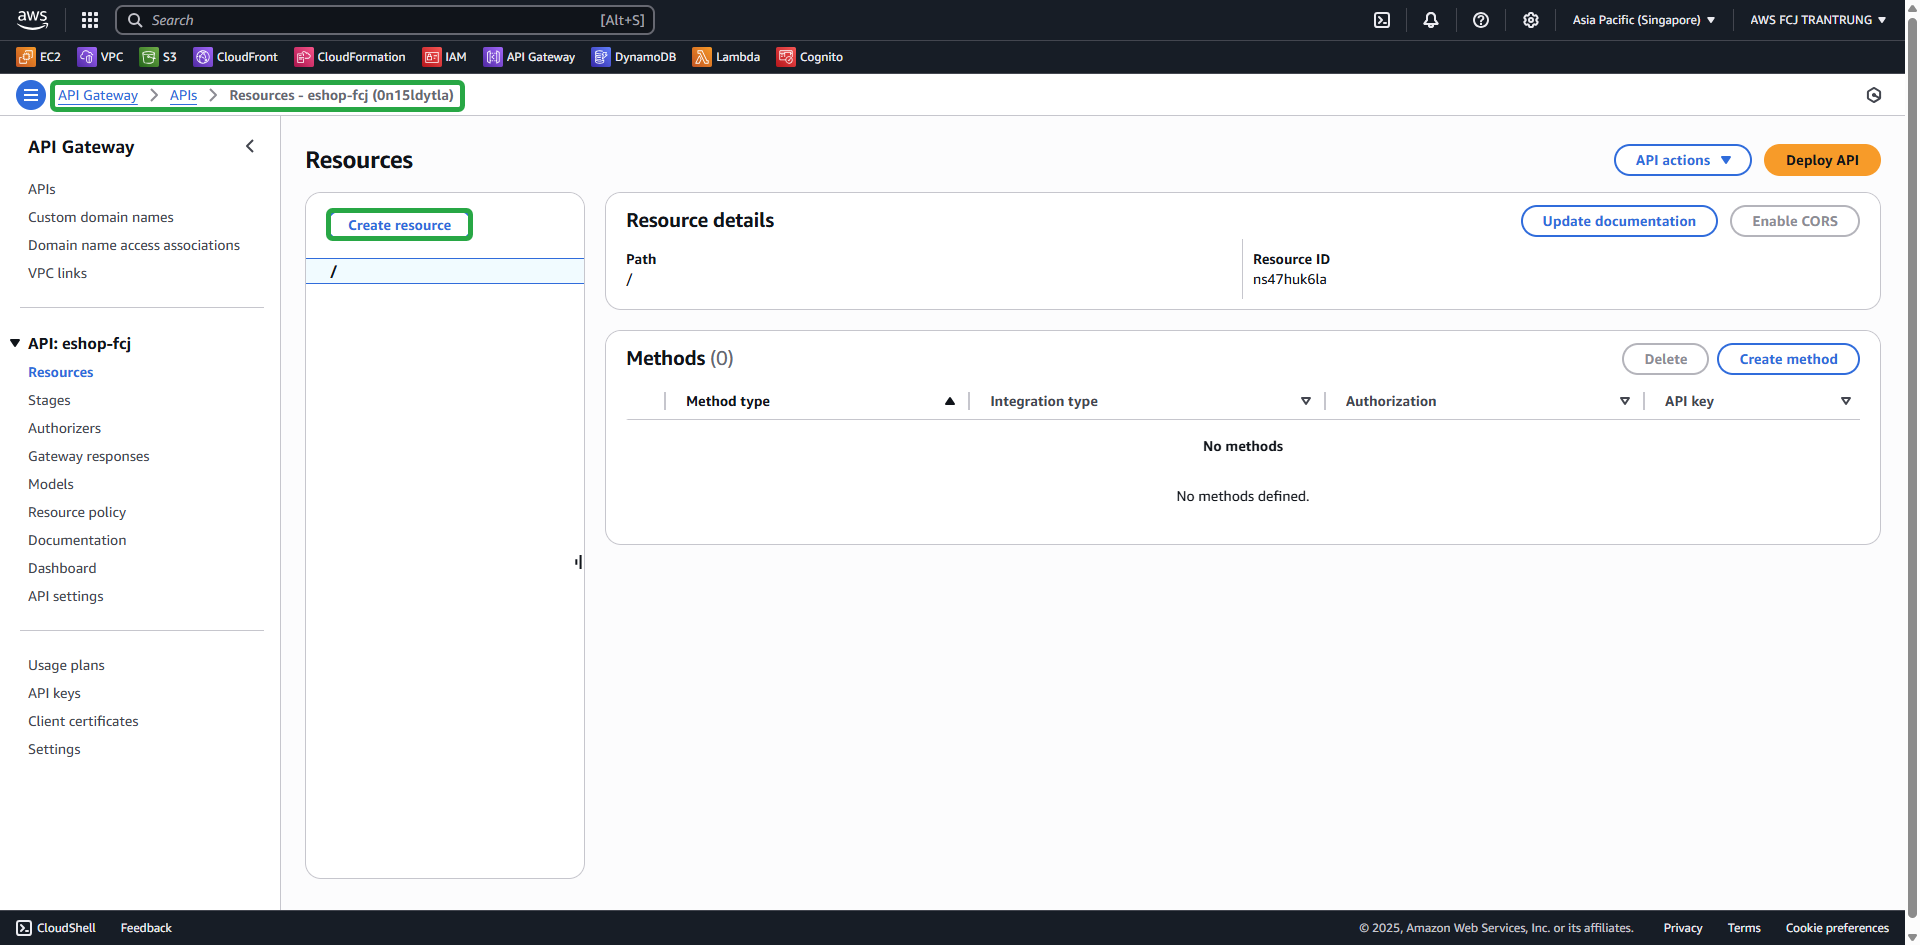 aws
Search [Alt+S]
Asia Pacific (Singapore) AWS FCJ TRANTRUNG
EC2 VPC S3 CloudFront CloudFormation IAM API Gateway DynamoDB Lambda Cognito
API Gateway > APIs > Resources - eshop-fcj (0n15ldytla)
API Gateway
APIs
Custom domain names
Domain name access associations
VPC links
API: eshop-fcj
Resources
Stages
Authorizers
Gateway responses
Models
Resource policy
Documentation
Dashboard
API settings
Usage plans
API keys
Client certificates
Settings
Resources
API actions Deploy API
Create resource
/
Resource details
Update documentation Enable CORS
Path
/
Resource ID
ns47huk6la
Methods (0)
Delete Create method
Method type Integration type Authorization API key
No methods
No methods defined.
CloudShell Feedback
© 2025, Amazon Web Services, Inc. or its affiliates. Privacy Terms Cookie preferences